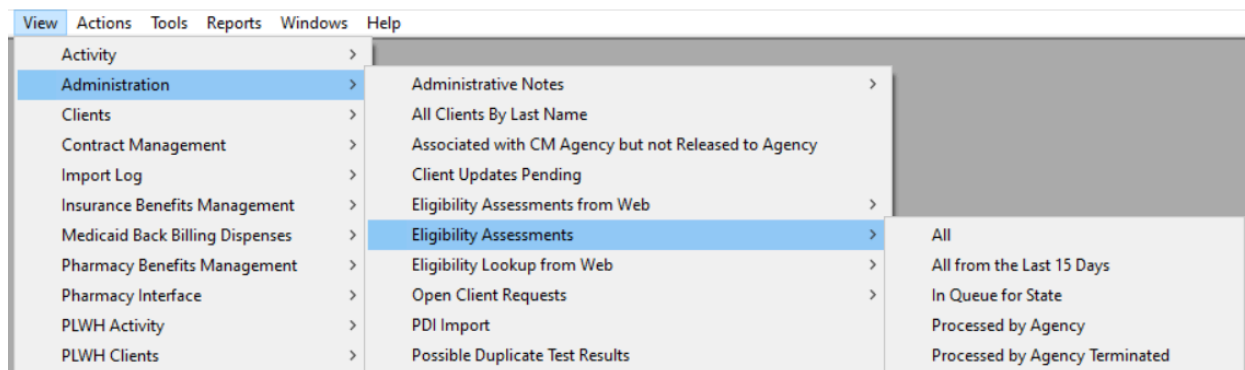 View Actions Tools Reports Windows Help
Activity
Administration
Clients
Contract Management
Import Log
Insurance Benefits Management
Medicaid Back Billing Dispenses
Pharmacy Benefits Management
Pharmacy Interface
PLWH Activity
PLWH Clients
Administrative Notes
All Clients By Last Name
Associated with CM Agency but not Released to Agency
Client Updates Pending
Eligibility Assessments from Web
Eligibility Assessments
Eligibility Lookup from Web
Open Client Requests
PDI Import
Possible Duplicate Test Results
All
All from the Last 15 Days
In Queue for State
Processed by Agency
Processed by Agency Terminated